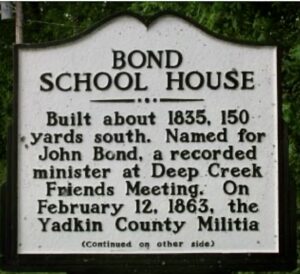 BOND
SCHOOL HOUSE
Built about 1835, 150
yards south. Named for
John Bond, a recorded
minister at Deep Creek
Friends Meeting. On
February 12, 1863, the
Yadkin County Militia
(Continued on other side)